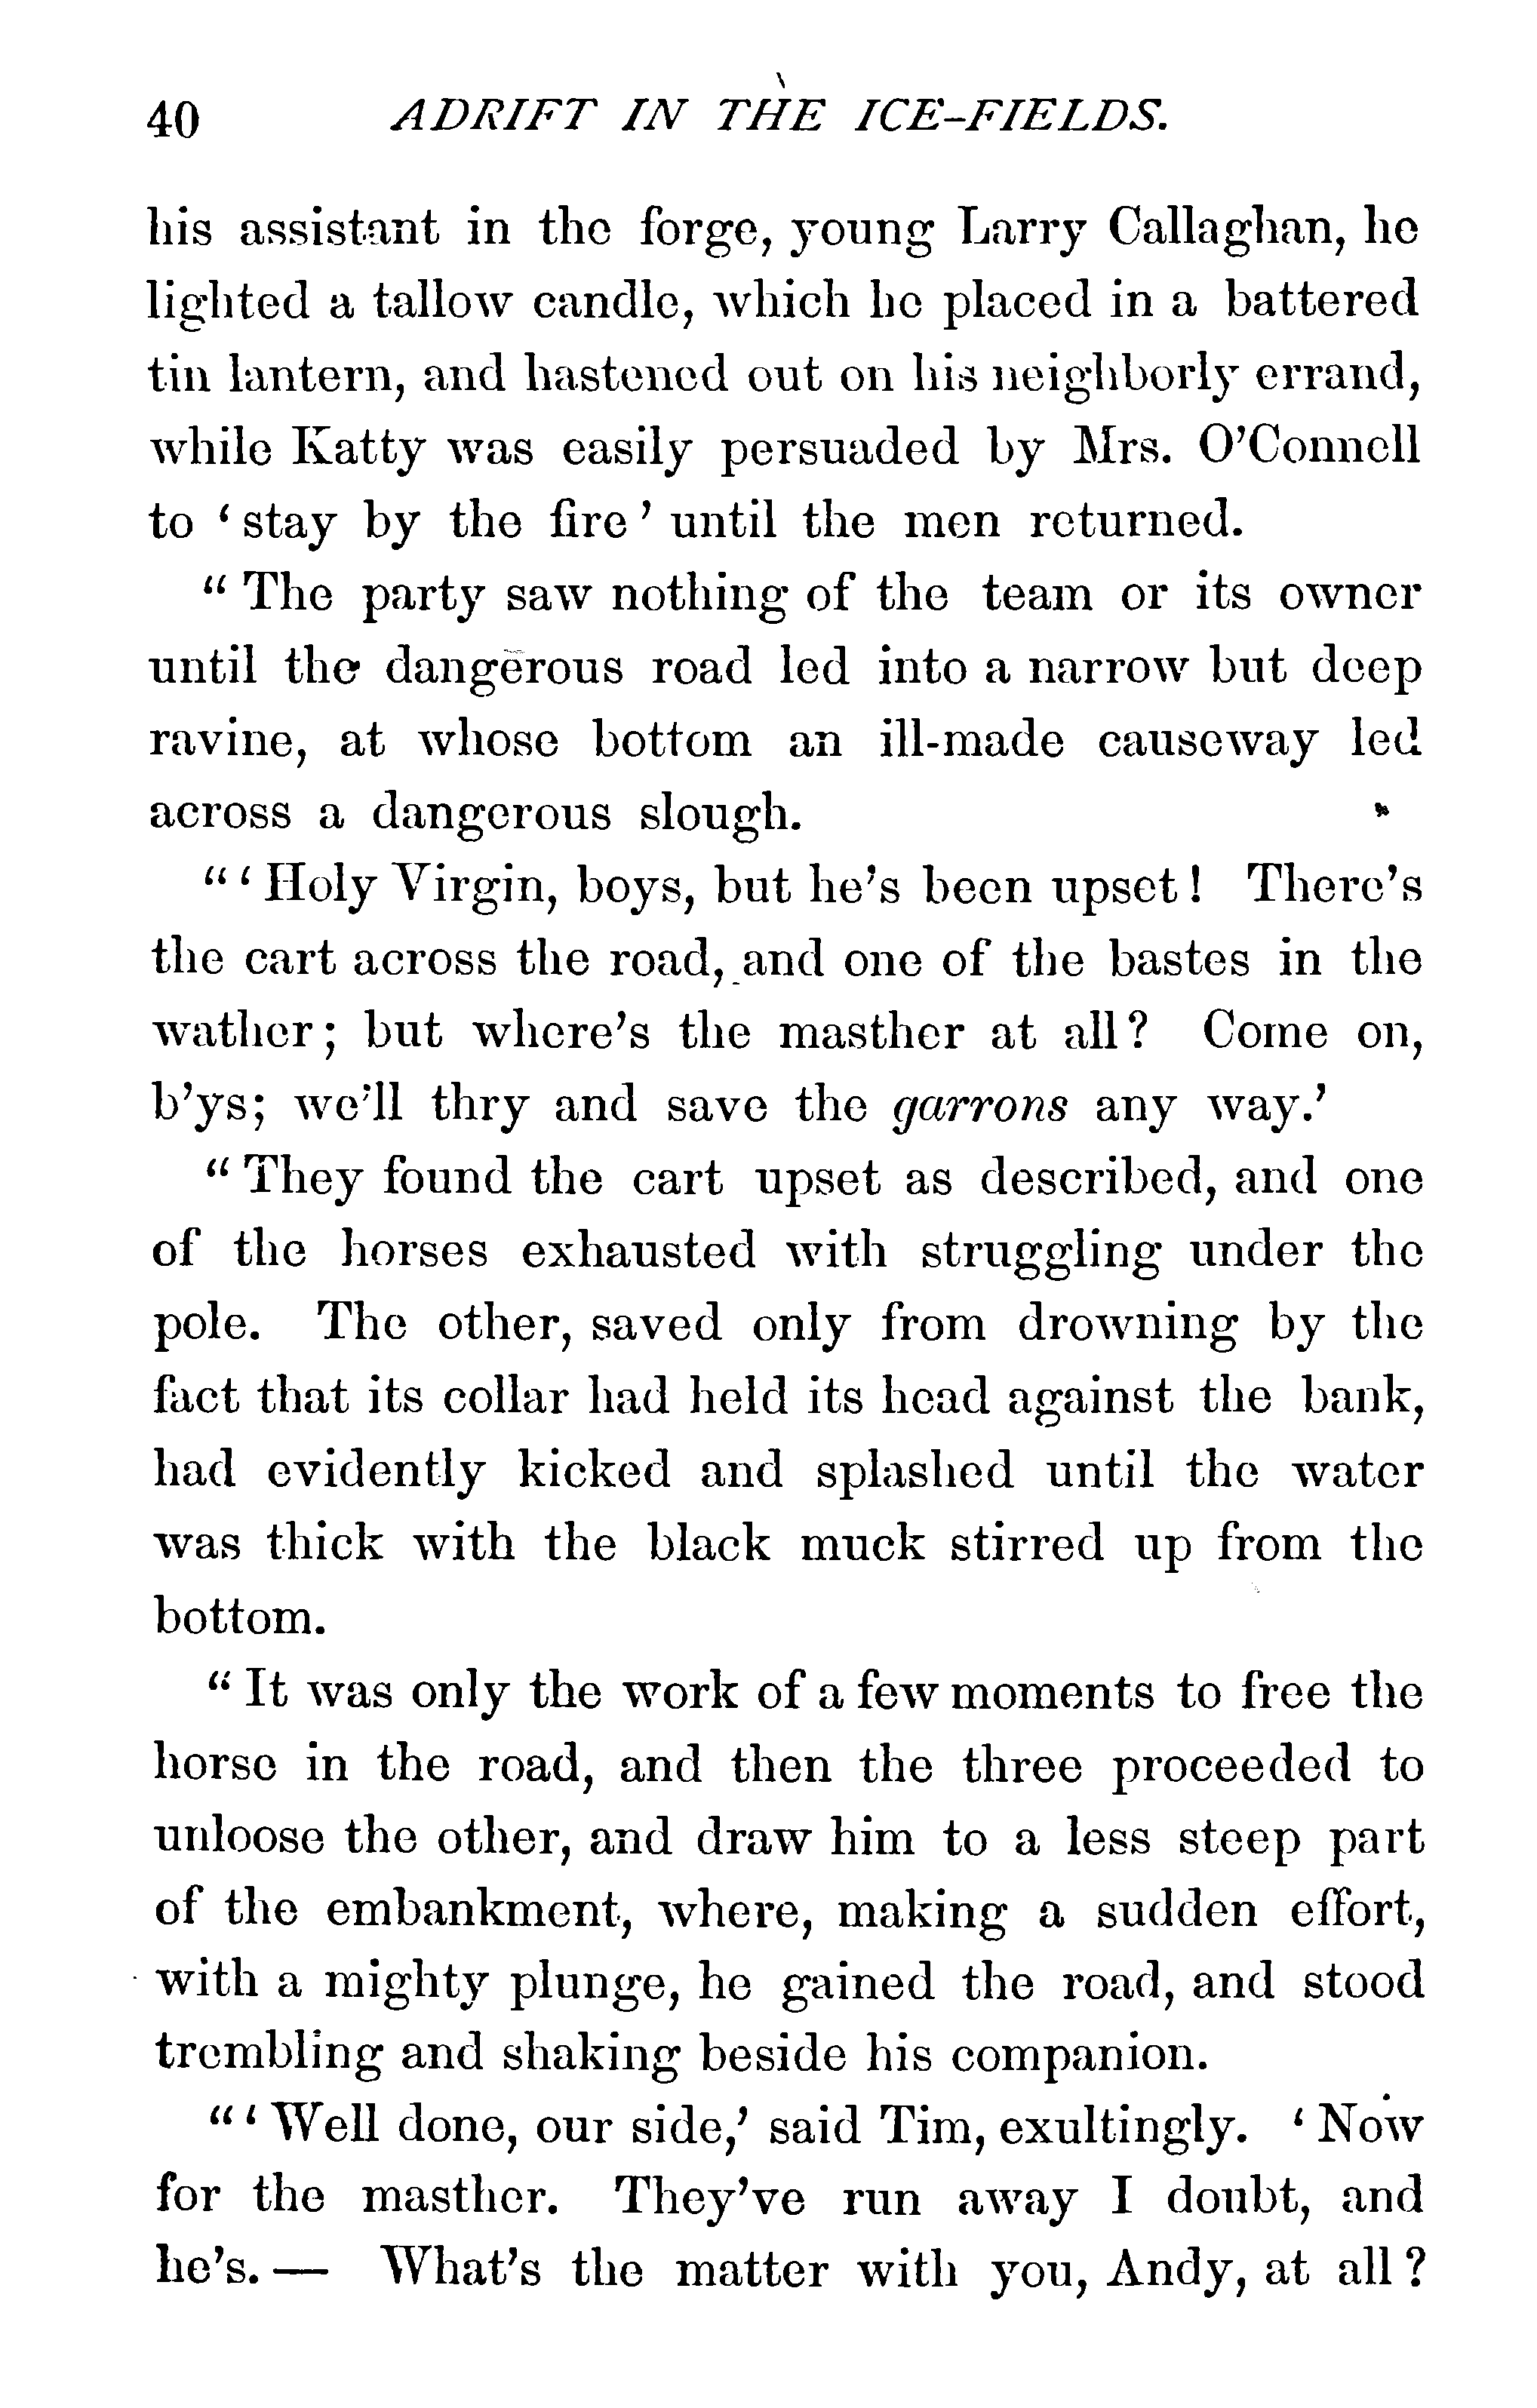 40 ADRIFT IN THE ICE-FIELDS.
his assistant in the forge, young Larry Callaghan, he
lighted a tallow candle, which he placed in a battered
tin lantern, and hastened out on his neighborly errand,
while Katty was easily persuaded by Mrs. O'Connell
to ‘stay by the fire’ until the men returned.
“The party saw nothing of the team or its owner
until the dangerous road led into a narrow but deep
ravine, at whose bottom an ill-made causeway led
across a dangerous slough.
“‘Holy Virgin, boys, but he's been upset! There's
the cart across the road, and one of the bastes in the
wather; but where's the masther at all? Come on,
b'ys; we'll thry and save the garrons any way.’
“They found the cart upset as described, and one
of the horses exhausted with struggling under the
pole. The other, saved only from drowning by the
fact that its collar had held its head against the bank,
had evidently kicked and splashed until the water
was thick with the black muck stirred up from the
bottom.
“It was only the work of a few moments to free the
horse in the road, and then the three proceeded to
unloose the other, and draw him to a less steep part
of the embankment, where, making a sudden effort,
with a mighty plunge, he gained the road, and stood
trembling and shaking beside his companion.
“‘Well done, our side,’ said Tim, exultingly. ‘Now
for the masther. They've run away I doubt, and
he's. — What's the matter with you, Andy, at all?